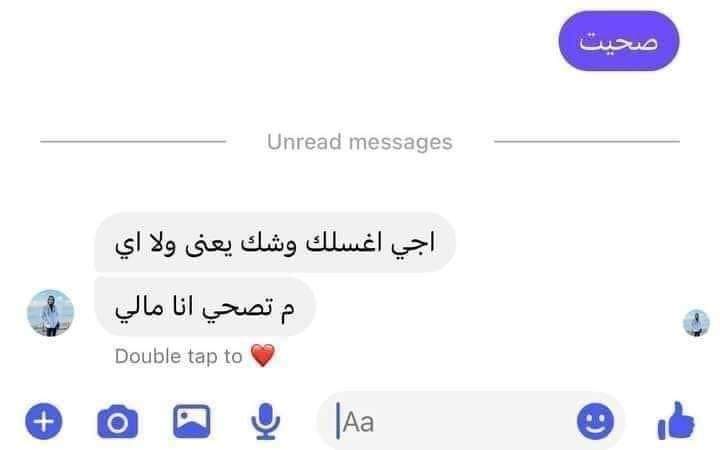 صحيت
Unread messages
اجي اغسلك وشك يعنى ولا اي
م تصحي انا مالي
Double tap to ❤️
Aa